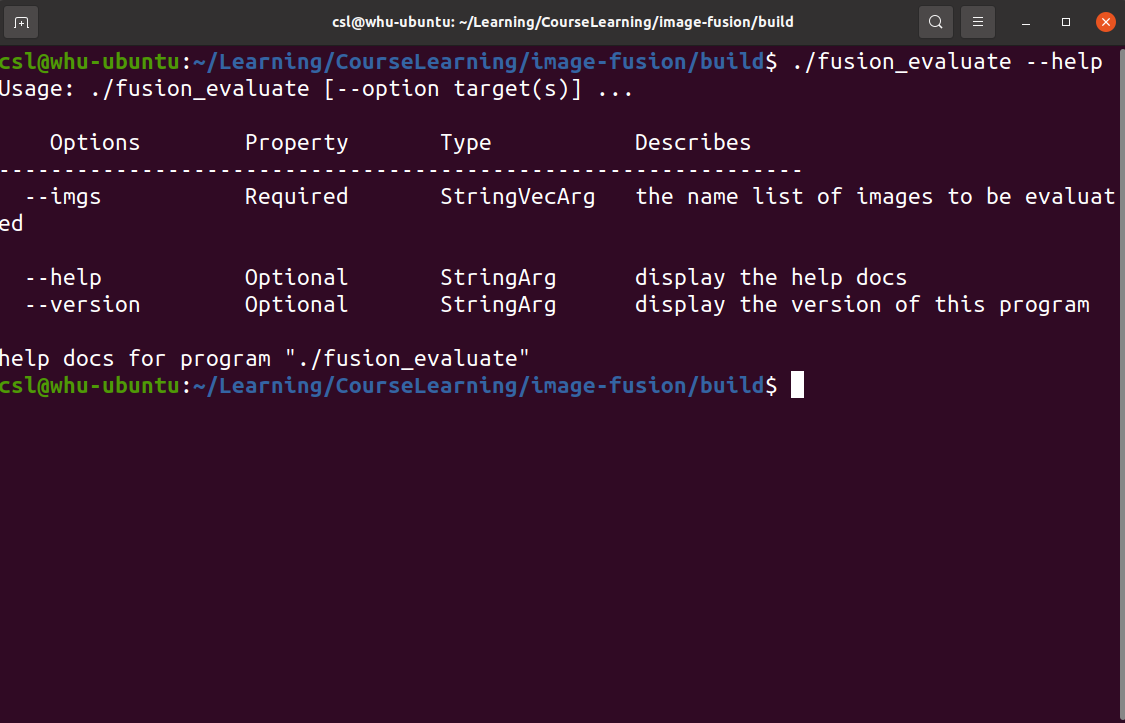 csl@whu-ubuntu: ~/Learning/CourseLearning/image-fusion/build
csl@whu-ubuntu:~/Learning/CourseLearning/image-fusion/build$ ./fusion_evaluate --help
Usage: ./fusion_evaluate [--option target(s)] ...
Options Property Type Describes
--------------------------------------------------------------
--imgs Required StringVecArg the name list of images to be evaluat
ed
--help Optional StringArg display the help docs
--version Optional StringArg display the version of this program
help docs for program "./fusion_evaluate"
csl@whu-ubuntu:~/Learning/CourseLearning/image-fusion/build$